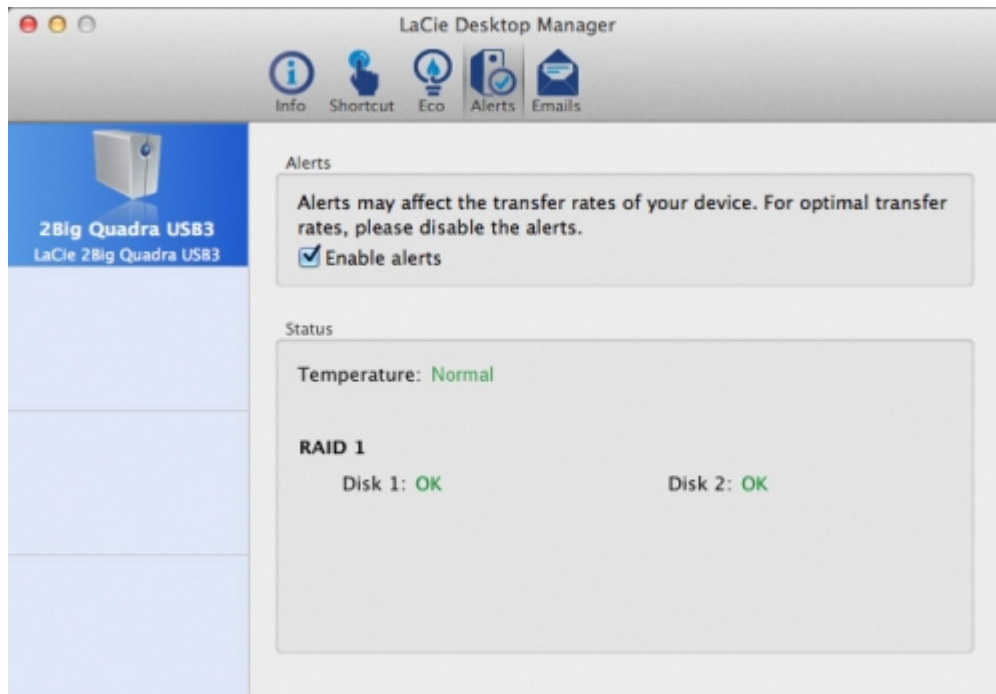 LaCie Desktop Manager
Info Shortcut Eco Alerts Emails
2Big Quadra USB3
LaCie 2Big Quadra USB3
Alerts
Alerts may affect the transfer rates of your device. For optimal transfer
rates, please disable the alerts.
Enable alerts
Status
Temperature: Normal
RAID 1
Disk 1: OK Disk 2: OK